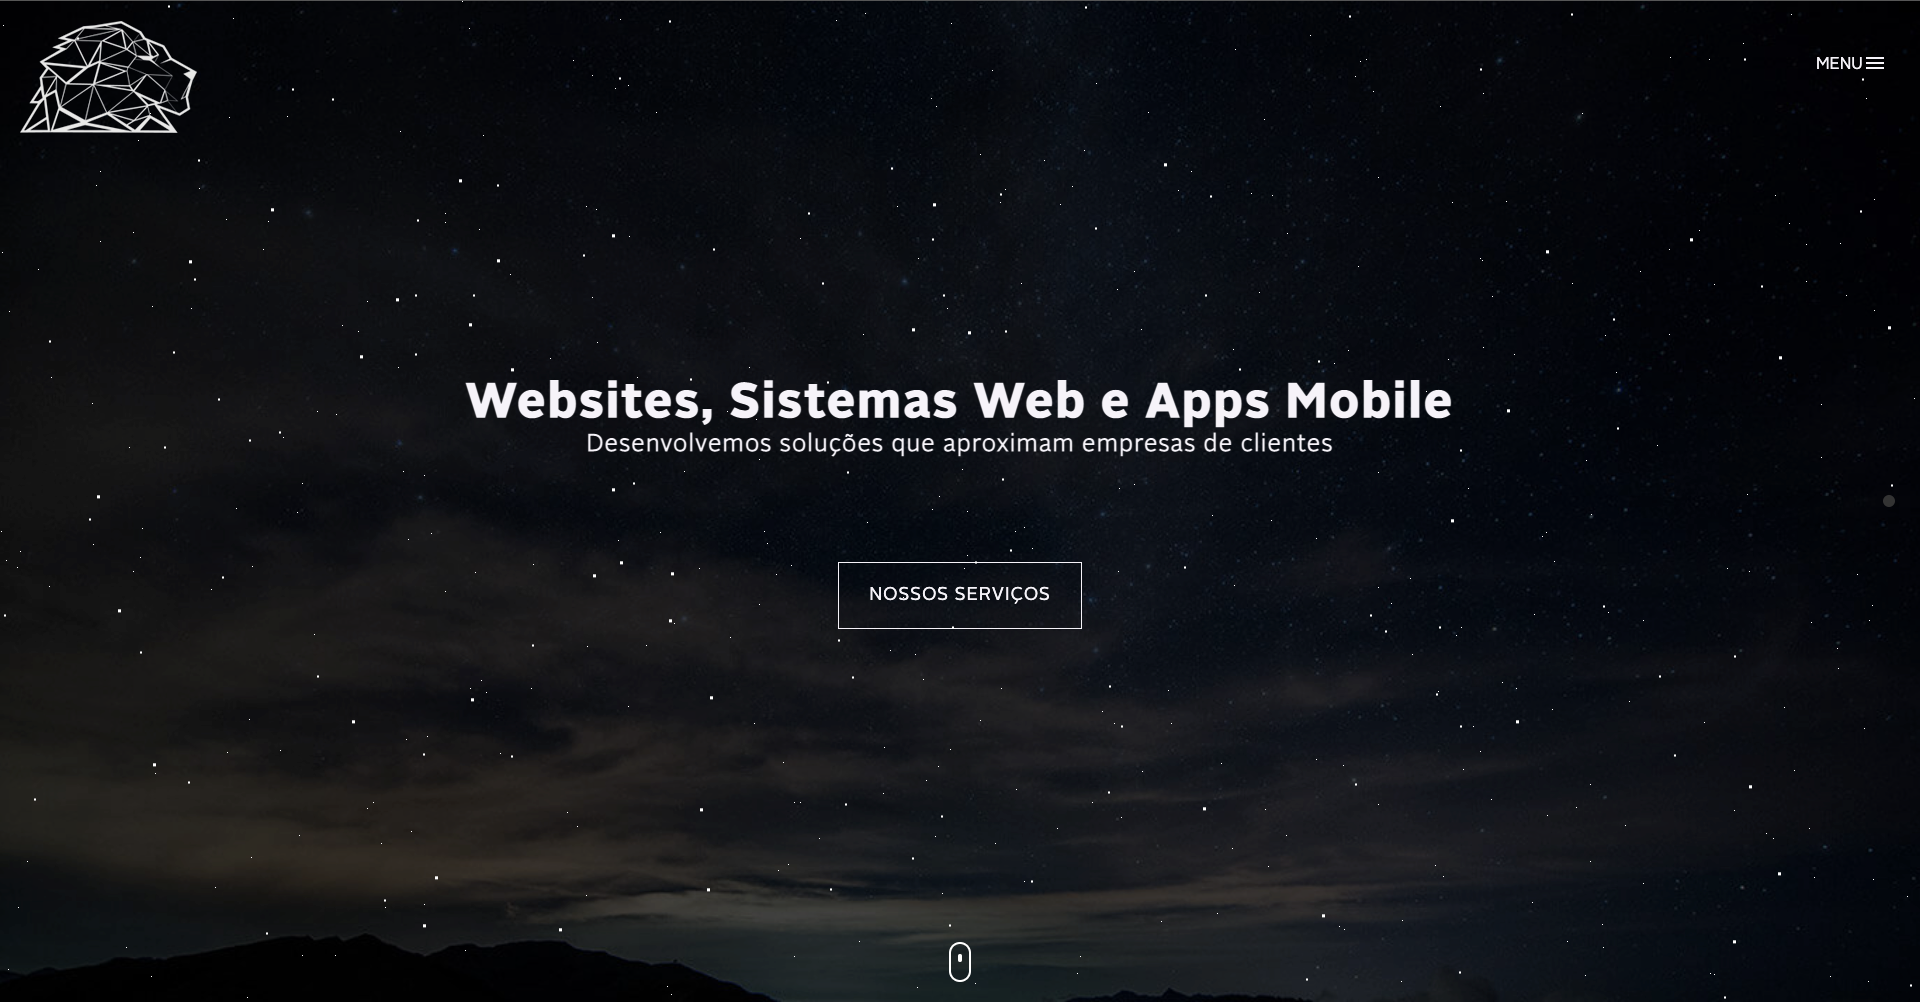 MENU
Websites, Sistemas Web e Apps Mobile
Desenvolvemos soluções que aproximam empresas de clientes
NOSSOS SERVIÇOS